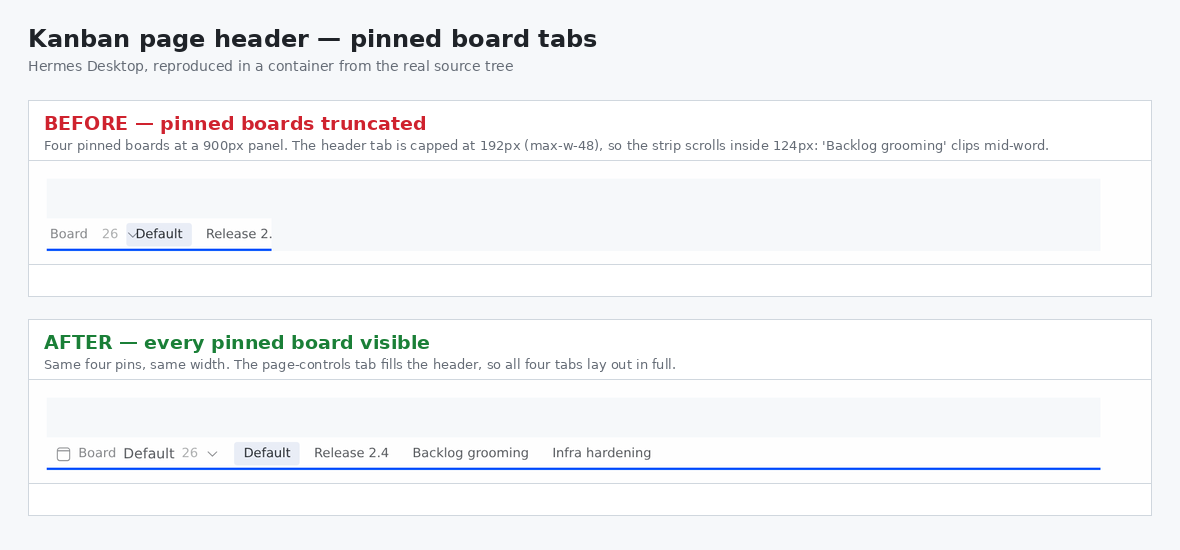 Kanban page header — pinned board tabs
Hermes Desktop, reproduced in a container from the real source tree
BEFORE — pinned boards truncated
Four pinned boards at a 900px panel. The header tab is capped at 192px (max-w-48), so the strip scrolls inside 124px: 'Backlog grooming' clips mid-word.
Board 26 Default Release 2.
AFTER — every pinned board visible
Same four pins, same width. The page-controls tab fills the header, so all four tabs lay out in full.
Board Default 26 Default Release 2.4 Backlog grooming Infra hardening